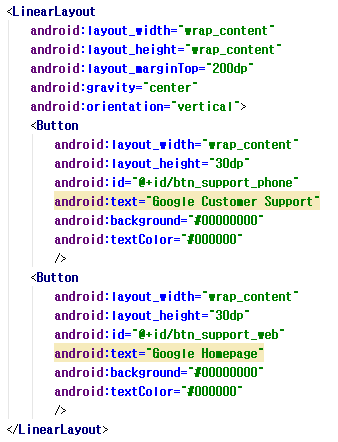 <LinearLayout
android:layout_width="wrap_content"
android:layout_height="wrap_content"
android:layout_marginTop="200dp"
android:gravity="center"
android:orientation="vertical">
<Button
android:layout_width="wrap_content"
android:layout_height="30dp"
android:id="@+id/btn_support_phone"
android:text="Google Customer Support"
android:background="#00000000"
android:textColor="#000000"
/>
<Button
android:layout_width="wrap_content"
android:layout_height="30dp"
android:id="@+id/btn_support_web"
android:text="Google Homepage"
android:background="#00000000"
android:textColor="#000000"
/>
</LinearLayout>